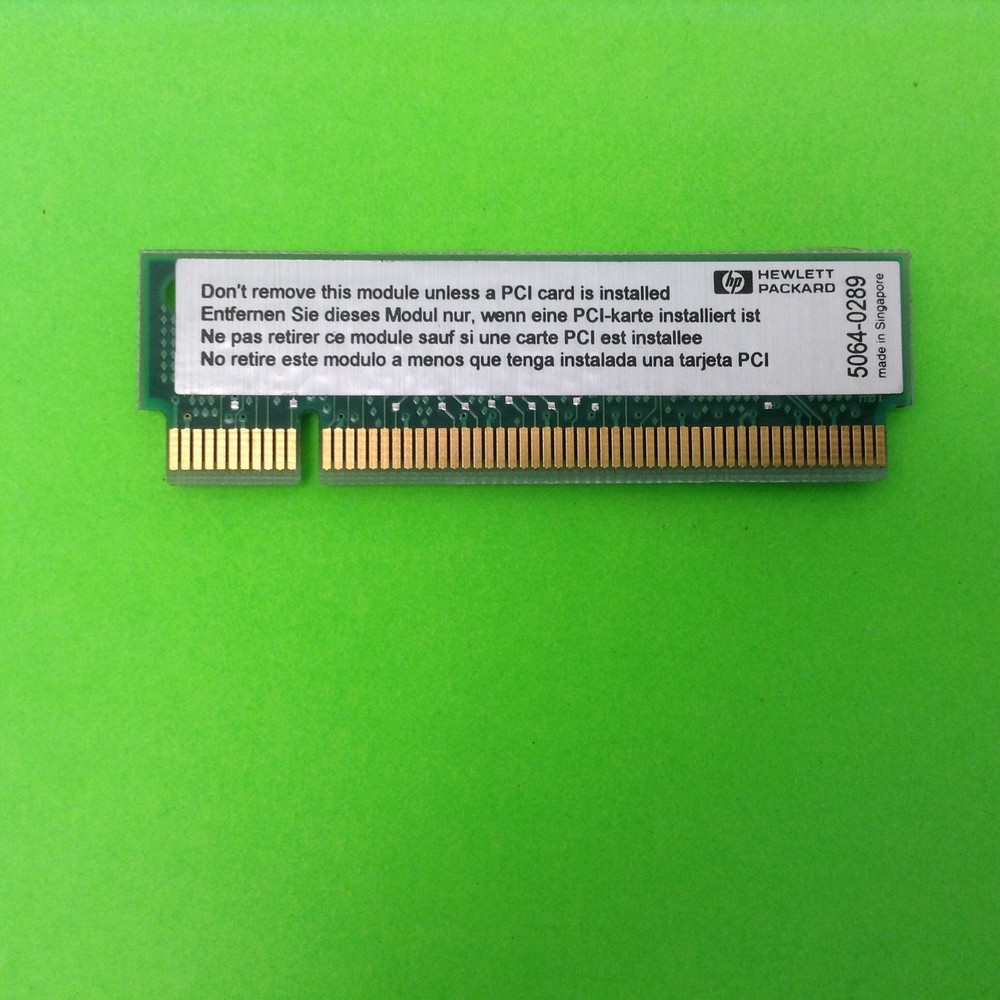 Don't remove this module unless a PCI card is installed
Entfernen Sie dieses Modul nur, wenn eine PCI-karte installiert ist
Ne pas retirer ce module sauf si une carte PCI est installee
No retire este modulo a menos que tenga instalada una tarjeta PCI
hp HEWLETT
PACKARD
5064-0289
made in Singapore